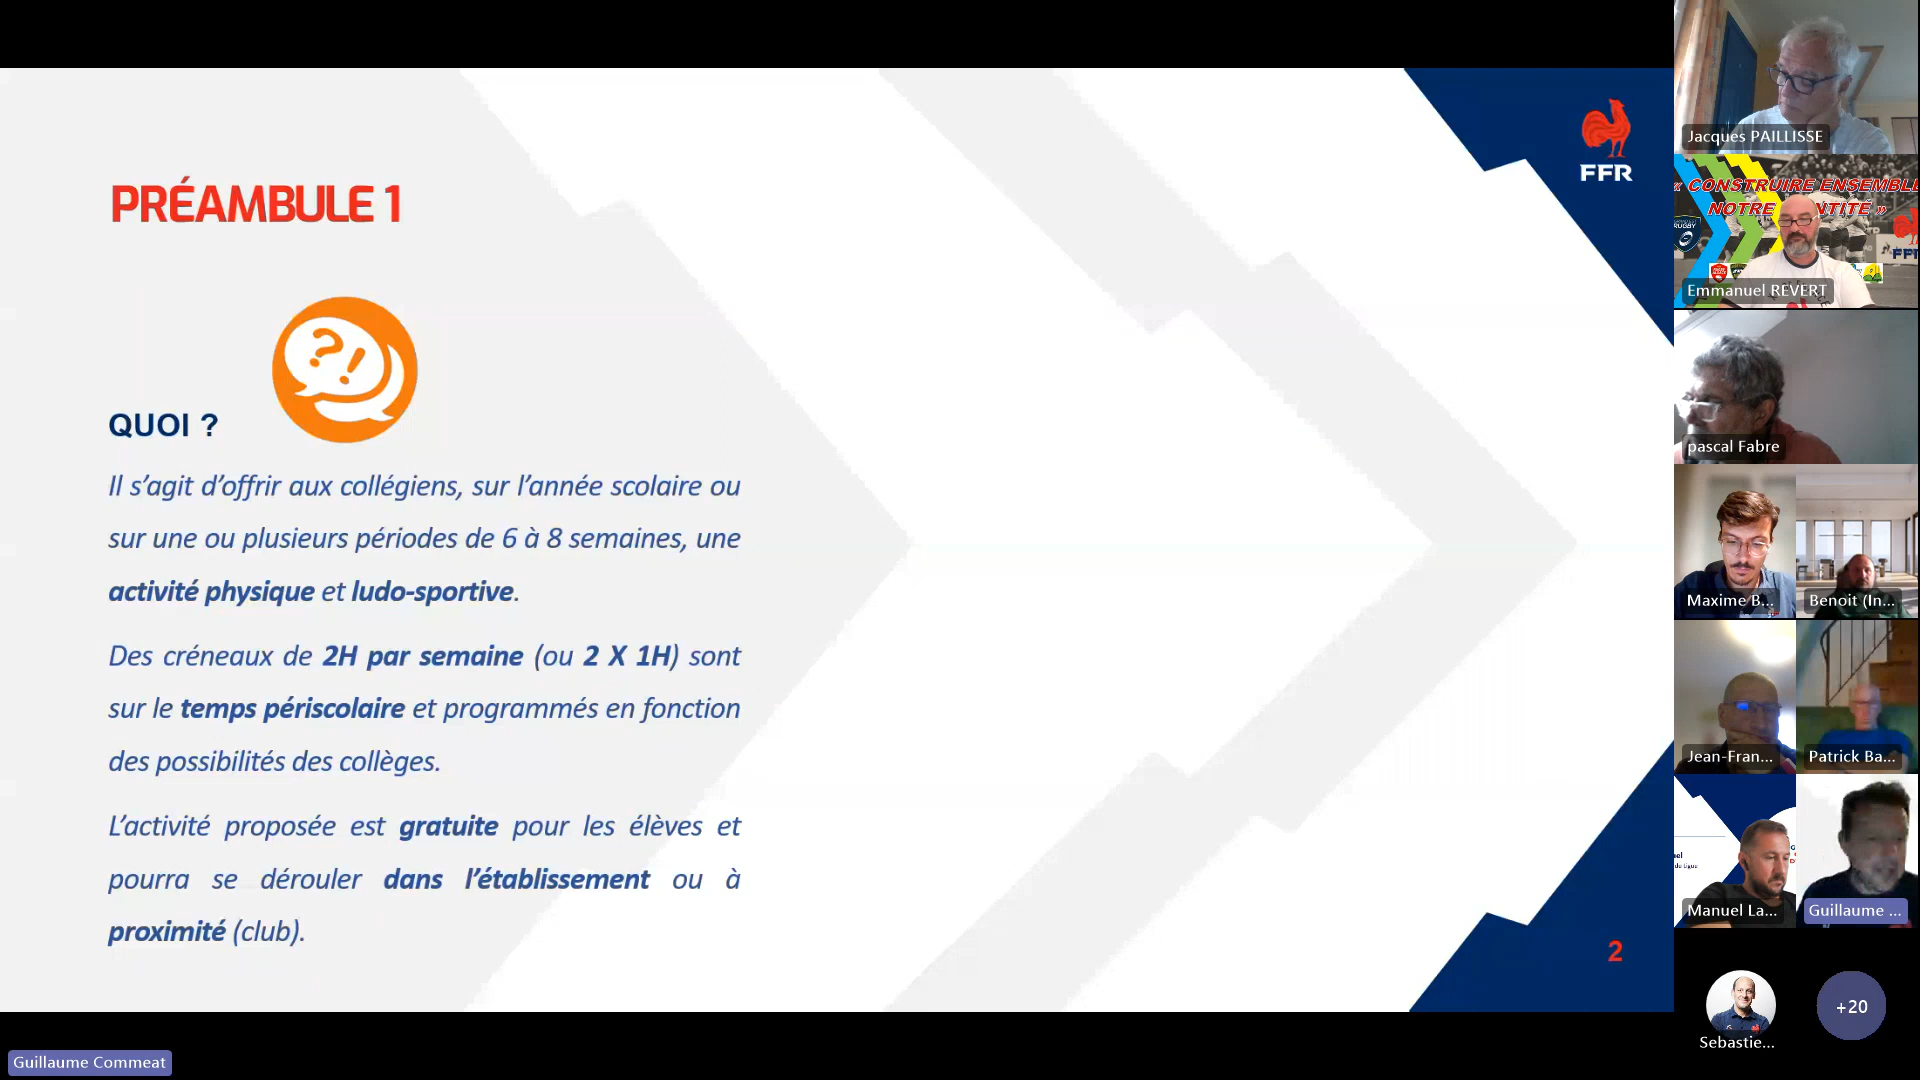 PRÉAMBULE 1
FFR
?!
QUOI ?
Il s’agit d’offrir aux collégiens, sur l’année scolaire ou
sur une ou plusieurs périodes de 6 à 8 semaines, une
activité physique et ludo-sportive.
Des créneaux de 2H par semaine (ou 2 X 1H) sont
sur le temps périscolaire et programmés en fonction
des possibilités des collèges.
L’activité proposée est gratuite pour les élèves et
pourra se dérouler dans l’établissement ou à
proximité (club).
2
Guillaume Commeat
Jacques PAILLISSE
« CONSTRUIRE ENSEMBLE
NOTRE
RUGBY
Emmanuel REVERT
pascal Fabre
Maxime B...
Benoit (In...
Jean-Fran...
Patrick Ba...
Manuel La...
Guillaume ...
Sebastie...
+20